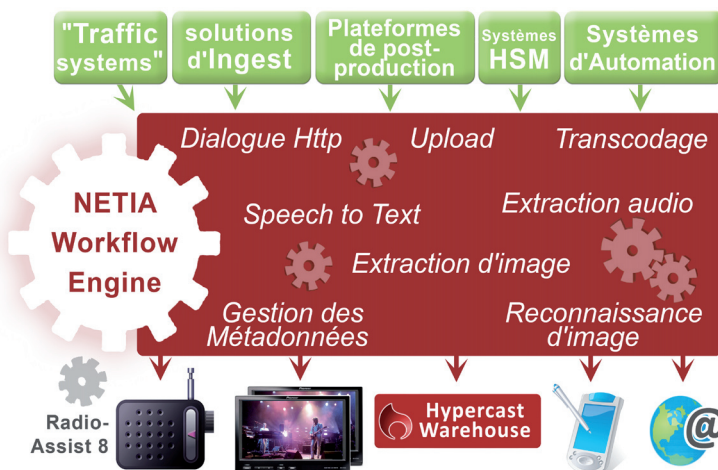 "Traffic
systems"
solutions
d'Ingest
Plateformes
de post-
production
Systèmes
HSM
Systèmes
d'Automation
Dialogue Http
Upload
Transcodage
NETIA
Workflow
Engine
Speech to Text
Extraction audio
Extraction d'image
Gestion des
Métadonnées
Reconnaissance
d'image
Radio-
Assist 8
Hypercast
Warehouse
@